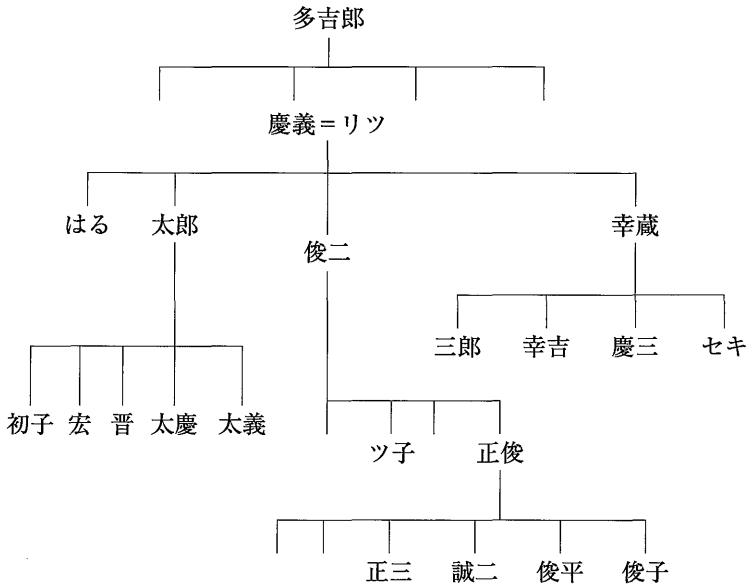 多吉郎
慶義＝リツ
はる 太郎 幸蔵
俊二
三郎 幸吉 慶三 セキ
初子 宏 晋 太慶 太義
ツ子 正俊
正三 誠二 俊平 俊子